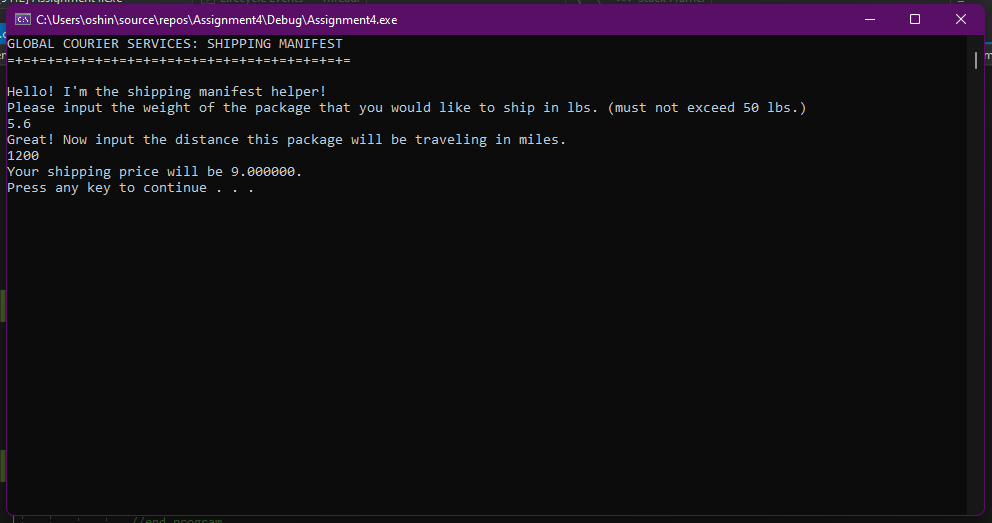 C:\Users\oshin\source\repos\Assignment4\Debug\Assignment4.exe
GLOBAL COURIER SERVICES: SHIPPING MANIFEST
=+=+=+=+=+=+=+=+=+=+=+=+=+=+=+=+=+=+=+=+=+=
Hello! I'm the shipping manifest helper!
Please input the weight of the package that you would like to ship in lbs. (must not exceed 50 lbs.)
5.6
Great! Now input the distance this package will be traveling in miles.
1200
Your shipping price will be 9.000000.
Press any key to continue . . .
//end program